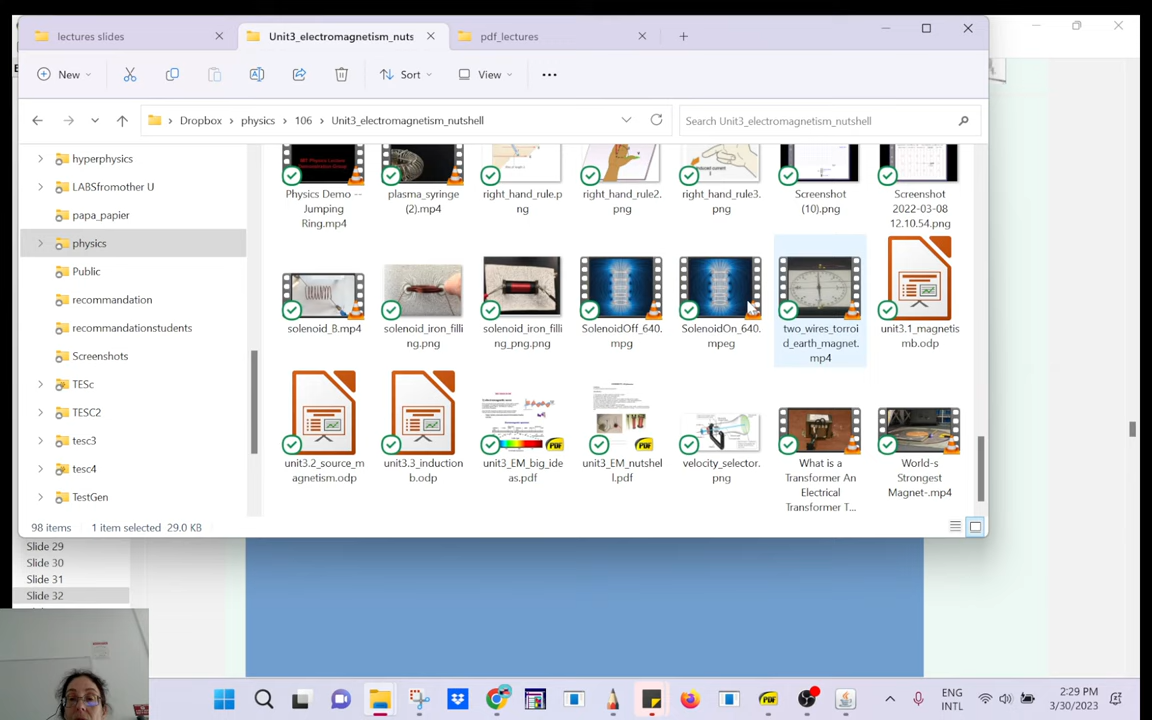 lectures slides
Unit3_electromagnetism_nuts
pdf_lectures
New
Sort
View
Dropbox
physics
106
Unit3_electromagnetism_nutshell
Search Unit3_electromagnetism_nutshell
hyperphysics
LABSfromother U
papa_papier
physics
Public
recommandation
recommandationstudents
Screenshots
TESc
TESC2
tesc3
tesc4
TestGen
Physics Demo --
Jumping
Ring.mp4
plasma_syringe
(2).mp4
right_hand_rule.p
ng
right_hand_rule2.
png
right_hand_rule3.
png
Screenshot
(10).png
Screenshot
2022-03-08
12.10.54.png
solenoid_B.mp4
solenoid_iron_filli
ng.png
solenoid_iron_filli
ng_png.png
SolenoidOff_640.
mpg
SolenoidOn_640.
mpeg
two_wires_torroi
d_earth_magnet.
mp4
unit3.1_magnetis
mb.odp
unit3.2_source_m
agnetism.odp
unit3.3_induction
b.odp
unit3_EM_big_ide
as.pdf
unit3_EM_nutshe
ll.pdf
velocity_selector.
png
What is a
Transformer An
Electrical
Transformer T...
World-s
Strongest
Magnet-.mp4
98 items
1 item selected 29.0 KB
Slide 29
Slide 30
Slide 31
Slide 32
ENG
INTL
2:29 PM
3/30/2023